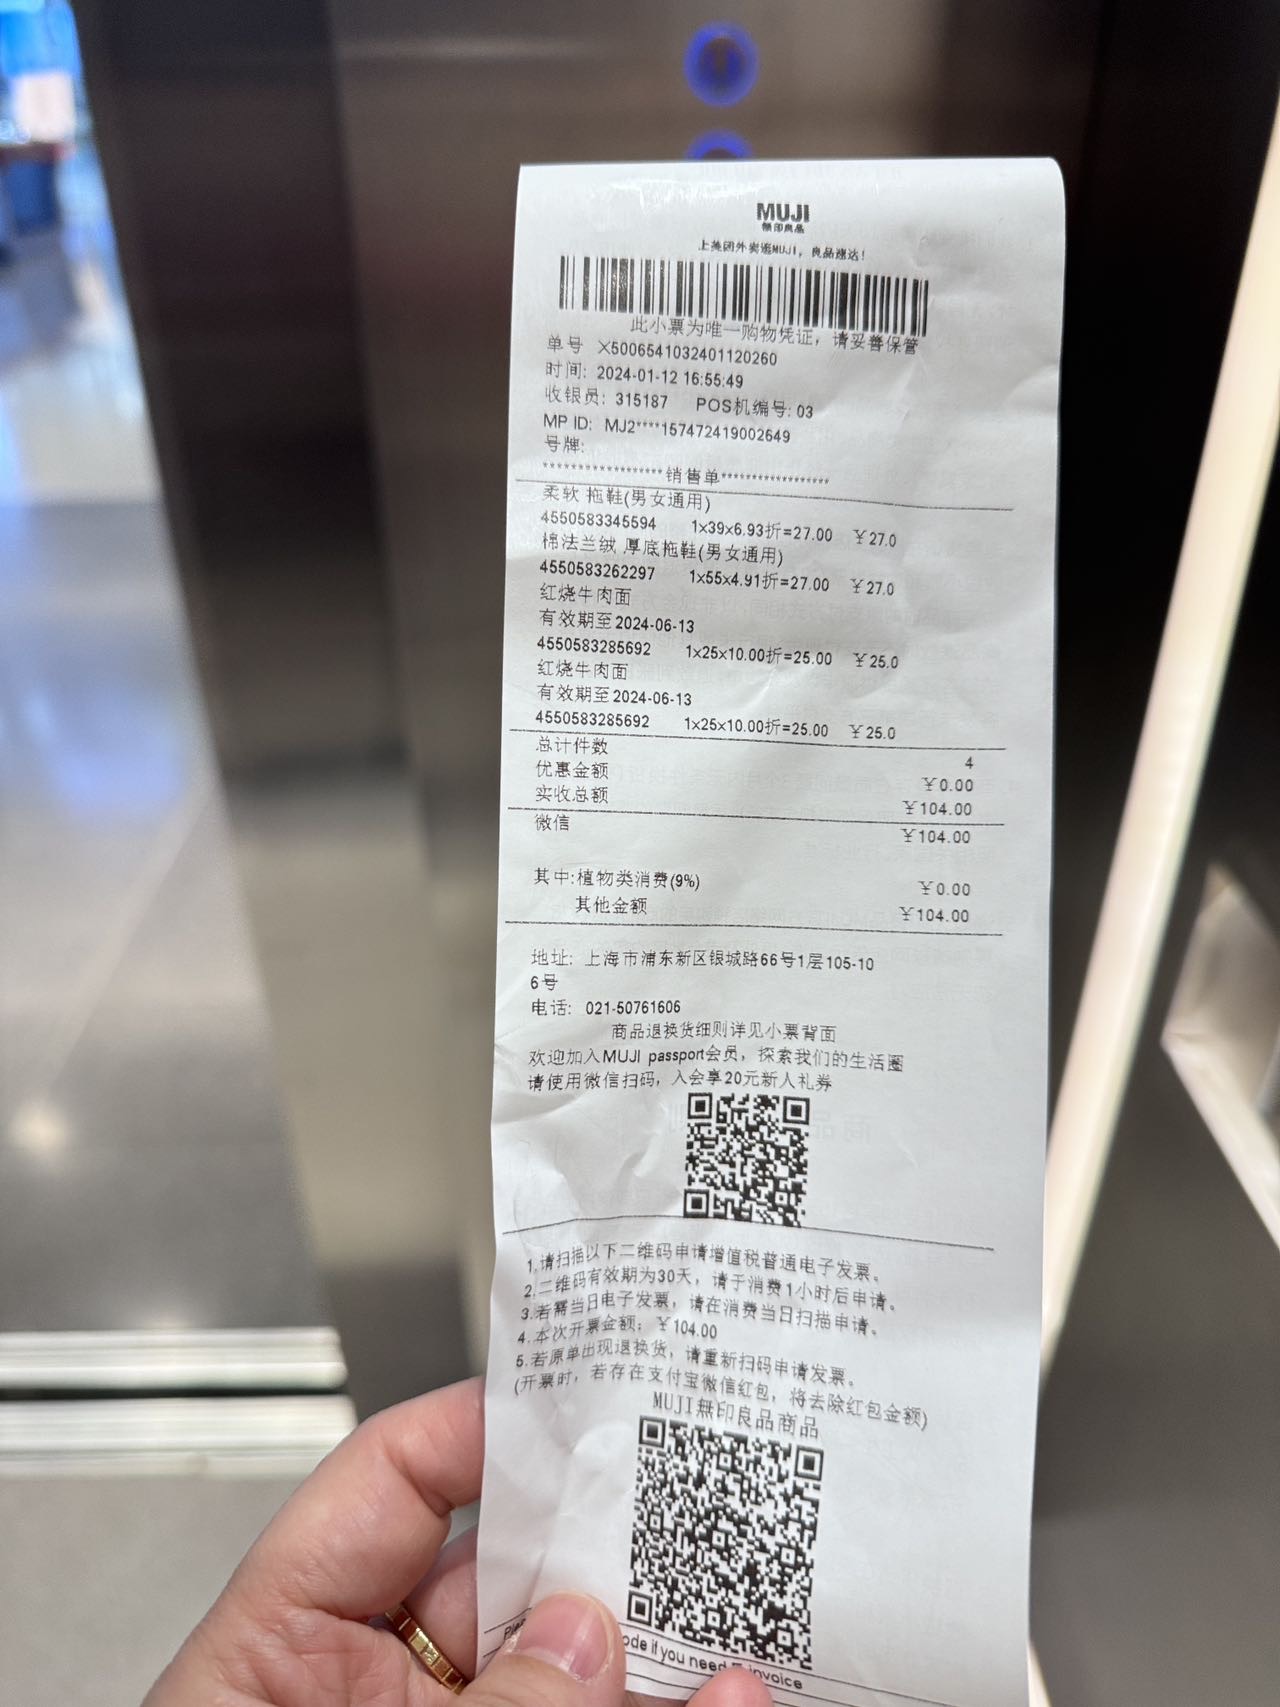 MUJI
無印良品
上美团外卖逛MUJI，良品速达！
此小票为唯一购物凭证，请妥善保管
单号 X5006541032401120260
时间: 2024-01-12 16:55:49
收银员: 315187 POS机编号: 03
MP ID: MJ2****157472419002649
号牌:
******************销售单******************
柔软 拖鞋(男女通用)
4550583345594 1x39x6.93折=27.00 ￥27.0
棉法兰绒 厚底拖鞋(男女通用)
4550583262297 1x55x4.91折=27.00 ￥27.0
红烧牛肉面
有效期至2024-06-13
4550583285692 1x25x10.00折=25.00 ￥25.0
红烧牛肉面
有效期至2024-06-13
4550583285692 1x25x10.00折=25.00 ￥25.0
总计件数 4
优惠金额 ￥0.00
实收总额 ￥104.00
微信 ￥104.00
其中:植物类消费(9%) ￥0.00
其他金额 ￥104.00
地址: 上海市浦东新区银城路66号1层105-10
6号
电话: 021-50761606
商品退换货细则详见小票背面
欢迎加入MUJI passport会员，探索我们的生活圈
请使用微信扫码，入会享20元新人礼券
1.请扫描以下二维码申请增值税普通电子发票。
2.二维码有效期为30天，请于消费1小时后申请。
3.若需当日电子发票，请在消费当日扫描申请。
4.本次开票金额: ￥104.00
5.若原单出现退换货，请重新扫码申请发票。
(开票时，若存在支付宝微信红包，将去除红包金额)
MUJI無印良品商品
if you need invoice